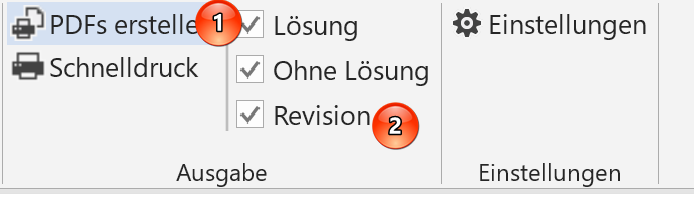 PDFs erstelle 1 Lösung
Schnelldruck Ohne Lösung
Revision 2
Ausgabe
Einstellungen
Einstellungen